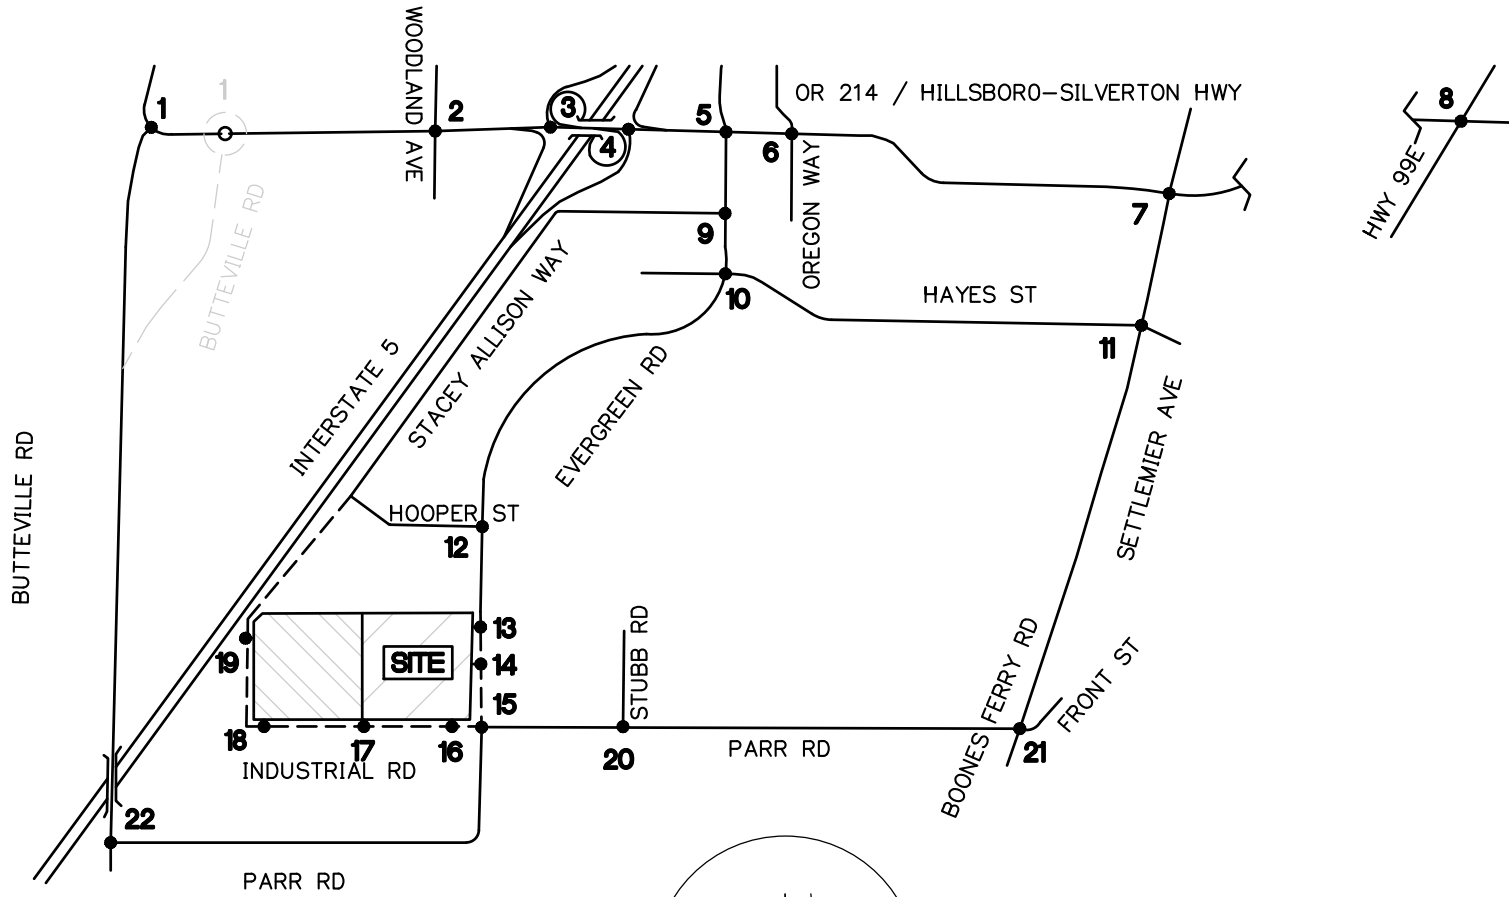 WOODLAND AVE
OR 214 / HILLSBORO-SILVERTON HWY
1
1
2
3
4
5
6
7
8
HWY 99E
BUTTEVILLE RD
OREGON WAY
9
10
HAYES ST
11
INTERSTATE 5
STACEY ALLISON WAY
EVERGREEN RD
SETTLEMIER AVE
BUTTEVILLE RD
HOOPER ST
12
13
SITE
14
19
15
STUBB RD
BOONES FERRY RD
FRONT ST
18
17
16
20
PARR RD
21
INDUSTRIAL RD
22
PARR RD